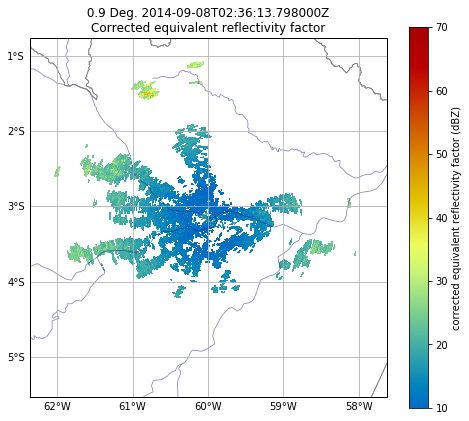 0.9 Deg. 2014-09-08T02:36:13.798000Z
Corrected equivalent reflectivity factor
1°S
2°S
3°S
4°S
5°S
62°W 61°W 60°W 59°W 58°W
70
60
50
40
30
20
10
corrected equivalent reflectivity factor (dBZ)